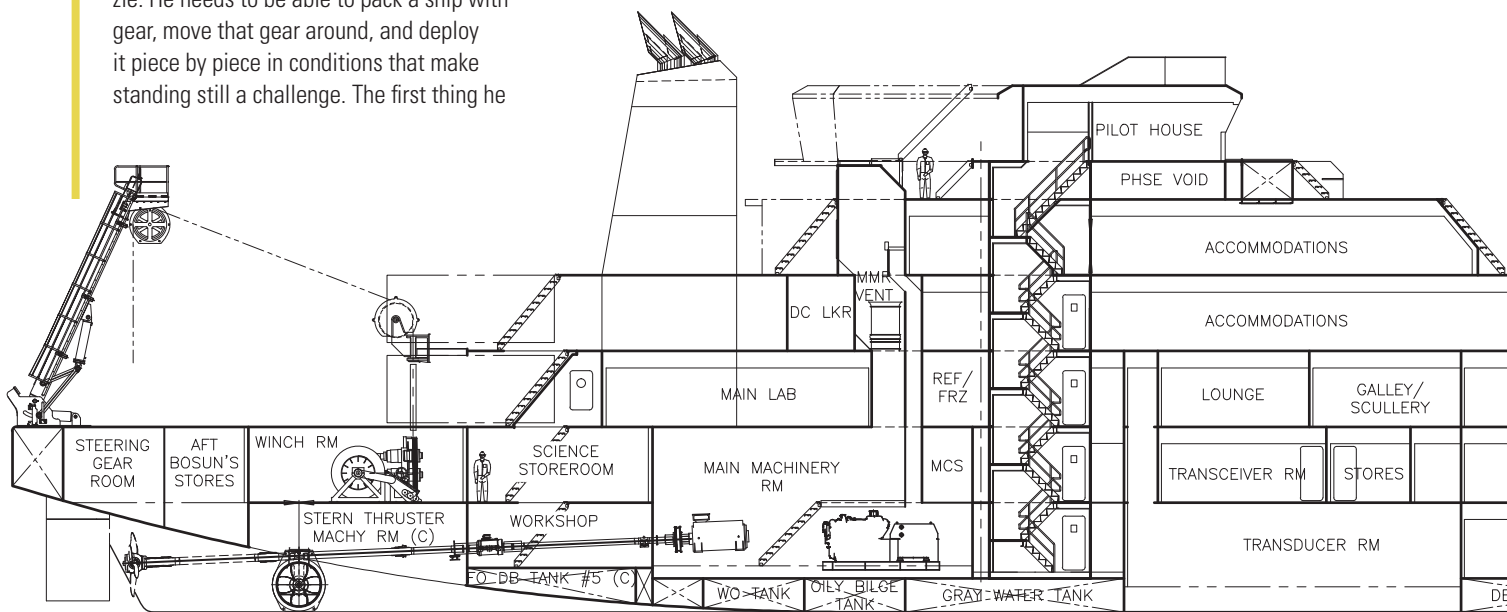 zle. He needs to be able to pack a ship with
gear, move that gear around, and deploy
it piece by piece in conditions that make
standing still a challenge. The first thing he
PILOT HOUSE
PHSE VOID
ACCOMMODATIONS
MMR
VENT
DC LKR
ACCOMMODATIONS
MAIN LAB
REF/
FRZ
LOUNGE
GALLEY/
SCULLERY
STEERING
GEAR
ROOM
AFT
BOSUN'S
STORES
WINCH RM
SCIENCE
STOREROOM
MAIN MACHINERY
RM
MCS
TRANSCEIVER RM
STORES
STERN THRUSTER
MACHY RM (C)
WORKSHOP
TRANSDUCER RM
FO DB TANK #5 (C)
WO TANK
OILY BILGE
TANK
GRAY WATER TANK